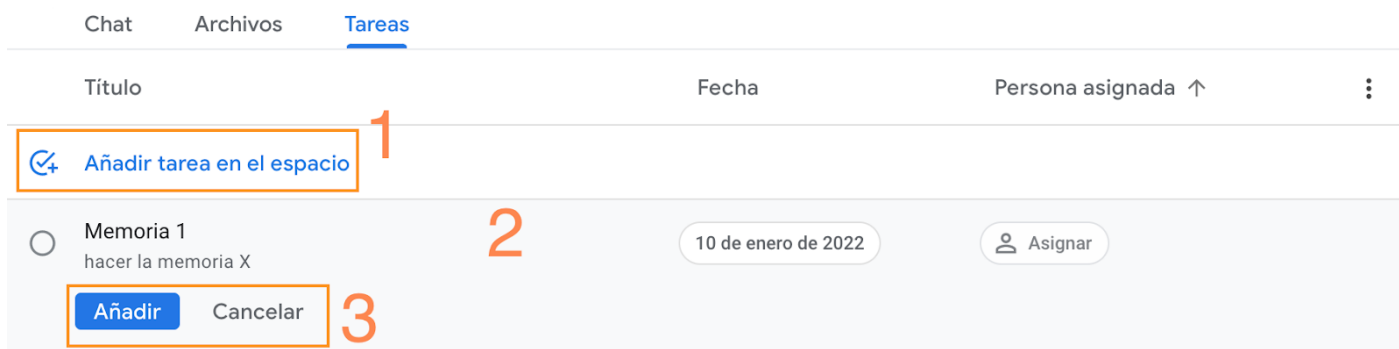 Chat Archivos Tareas
Título Fecha Persona asignada
1
Añadir tarea en el espacio
2
Memoria 1 10 de enero de 2022 Asignar
hacer la memoria X
Añadir Cancelar
3